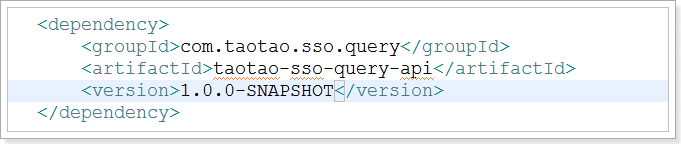 <dependency>
<groupId>com.taotao.sso.query</groupId>
<artifactId>taotao-sso-query-api</artifactId>
<version>1.0.0-SNAPSHOT</version>
</dependency>